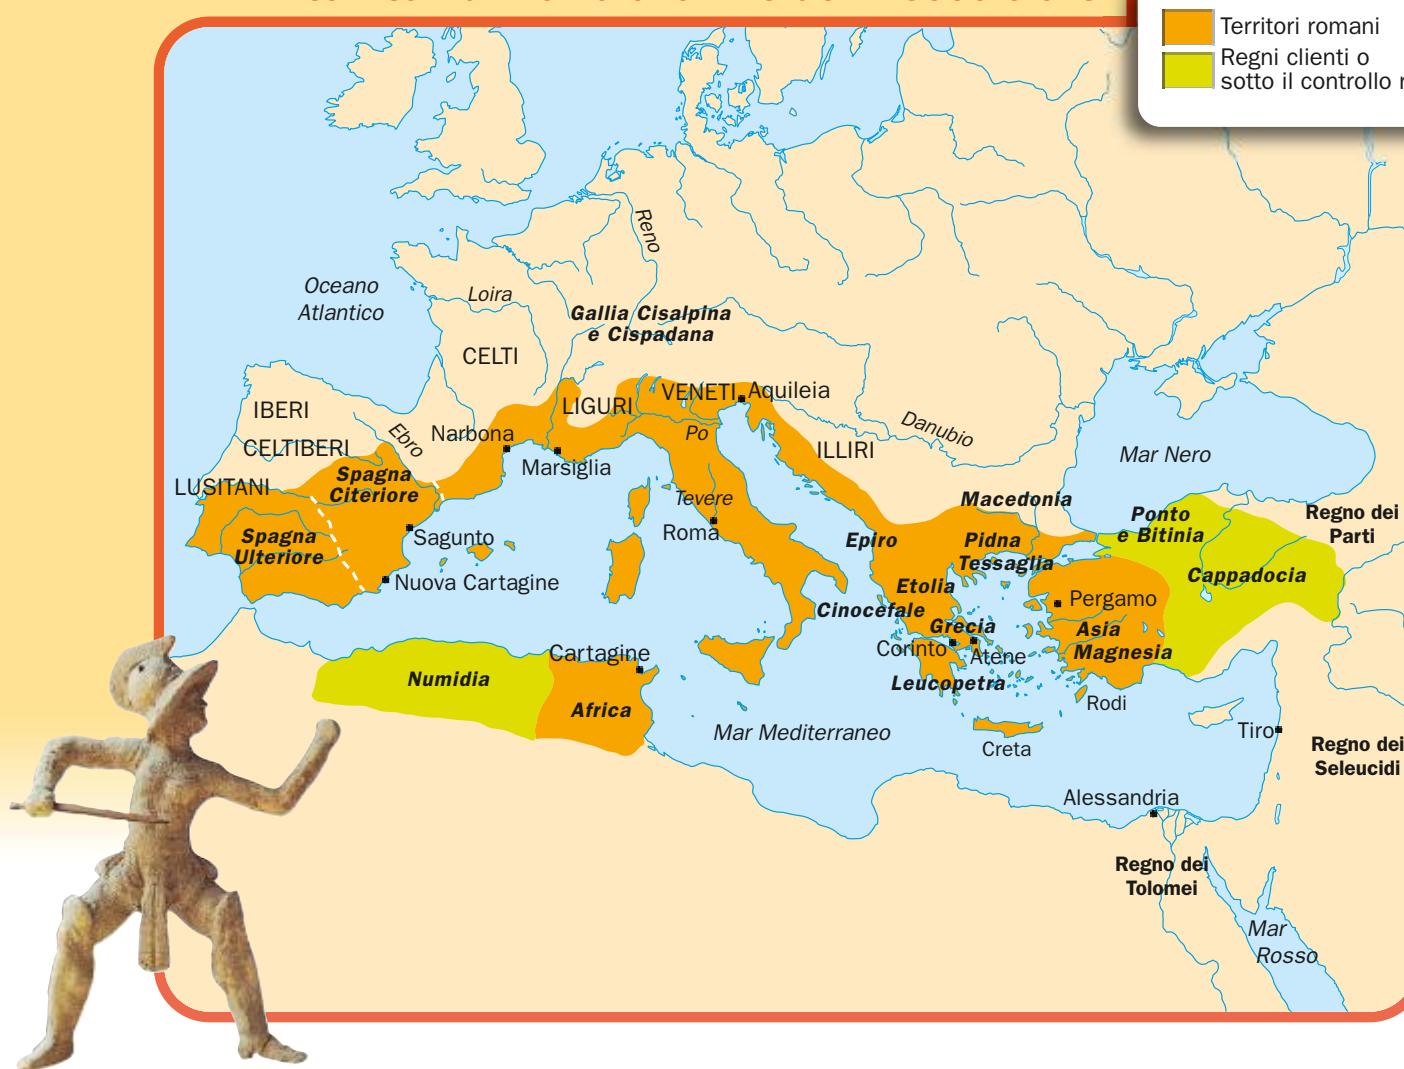 Territori romani
Regni clienti o
sotto il controllo
Reno
Oceano
Atlantico
Loira
Gallia Cisalpina
e Cispadana
CELTI
IBERI
CELTIBERI
Ebro
Narbona
LIGURI
VENETI
Aquileia
Po
Marsiglia
ILLIRI
Danubio
Mar Nero
LUSITANI
Spagna
Citeriore
Tevere
Roma
Macedonia
Ponto
e Bitinia
Regno dei
Parti
Spagna
Ulteriore
Sagunto
Nuova Cartagine
Epiro
Pidna
Tessaglia
Cappadocia
Etolia
Cinocefale
Pergamo
Grecia
Asia
Magnesia
Corinto
Atene
Leucopetra
Rodi
Cartagine
Numidia
Africa
Mar Mediterraneo
Creta
Tiro
Regno dei
Seleucidi
Alessandria
Regno dei
Tolomei
Mar
Rosso